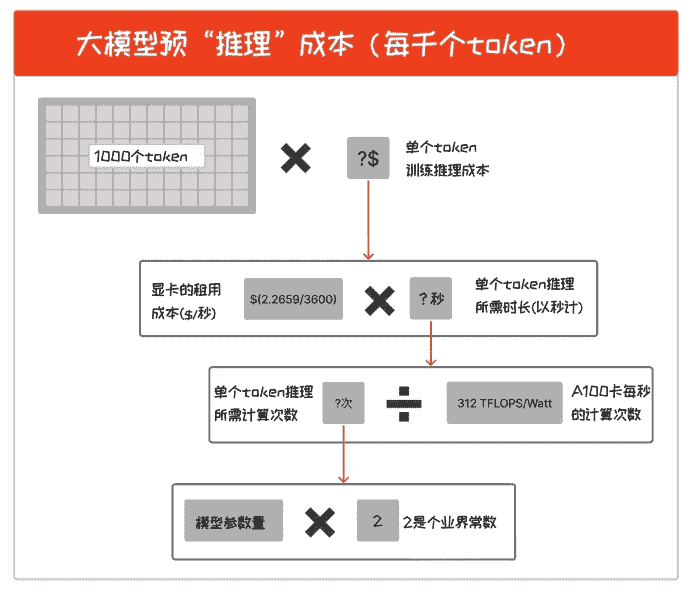 大模型预“推理”成本（每千个token）
1000个token
?$
单个token
训练推理成本
显卡的租用
成本($/秒)
$(2.2659/3600)
?秒
单个token推理
所需时长(以秒计)
单个token推理
所需计算次数
?次
312 TFLOPS/Watt
A100卡每秒
的计算次数
模型参数量
2
2是个业界常数